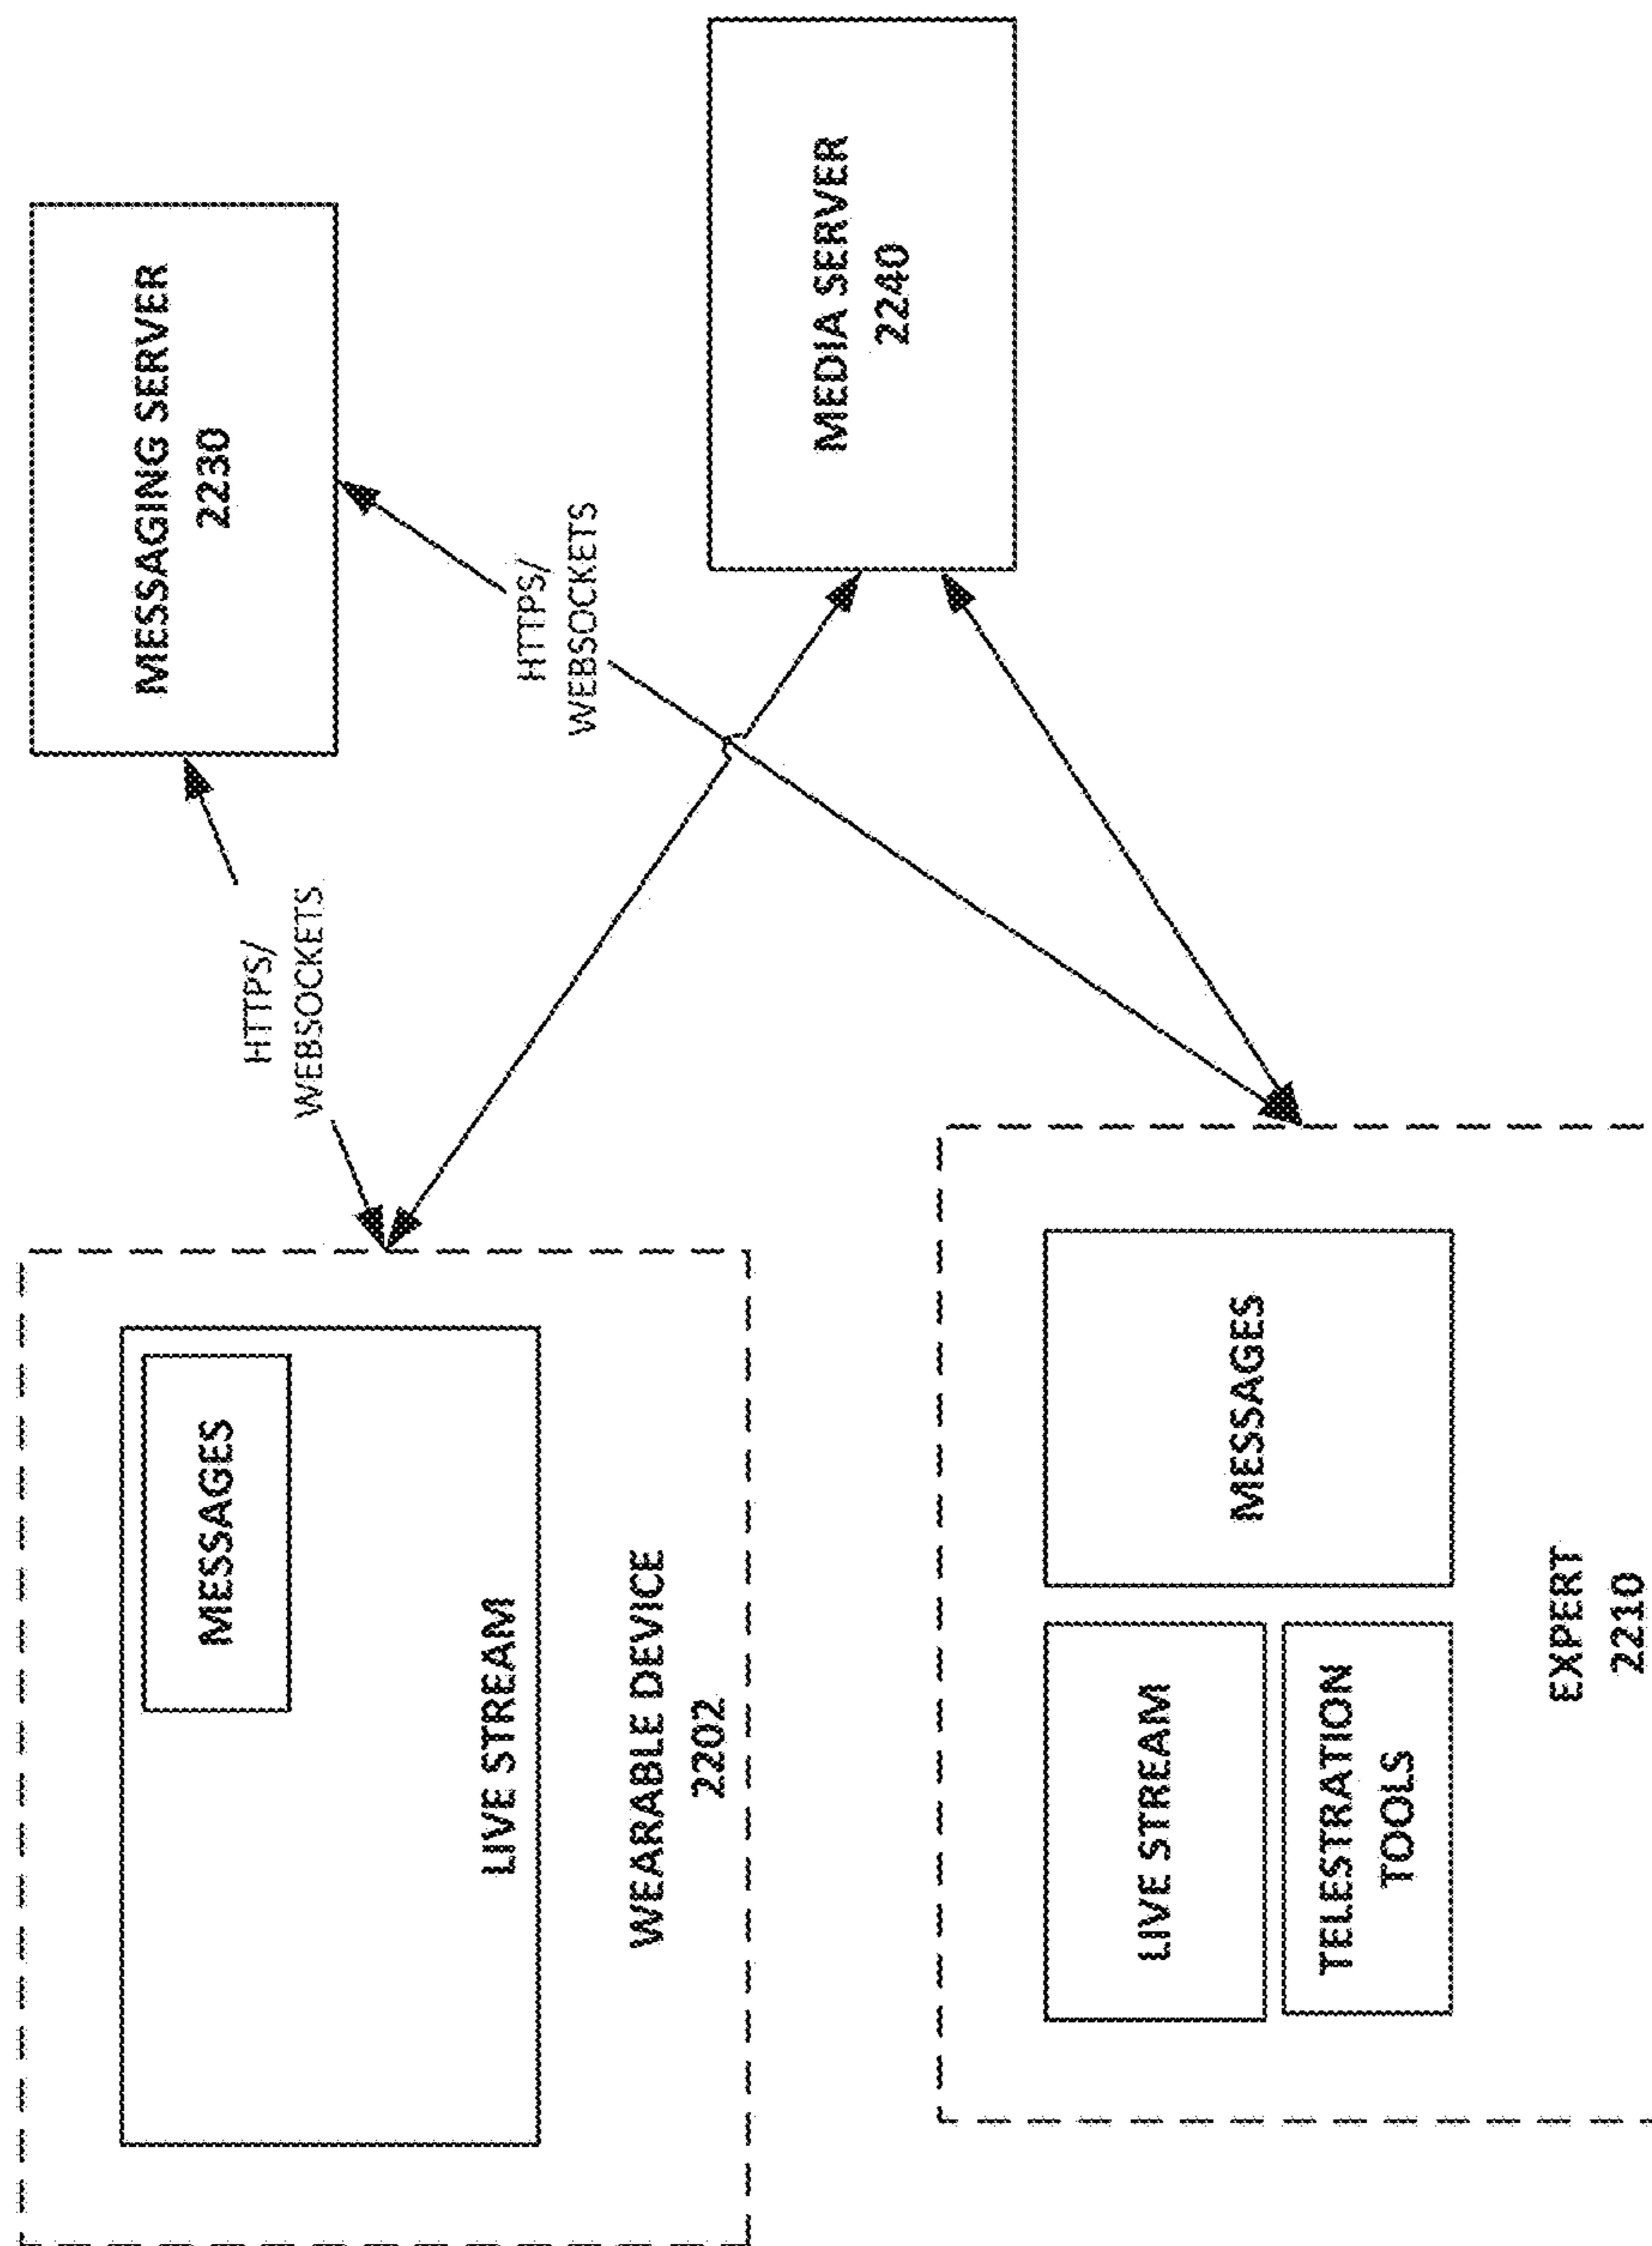 MESSAGES
LIVE STREAM
WEARABLE DEVICE
2202
HTTPS/
WEBSOCKETS
MESSAGING SERVER
2230
HTTPS/
WEBSOCKETS
MEDIA SERVER
2240
LIVE STREAM
TELESTRATION
TOOLS
MESSAGES
EXPERT
2210